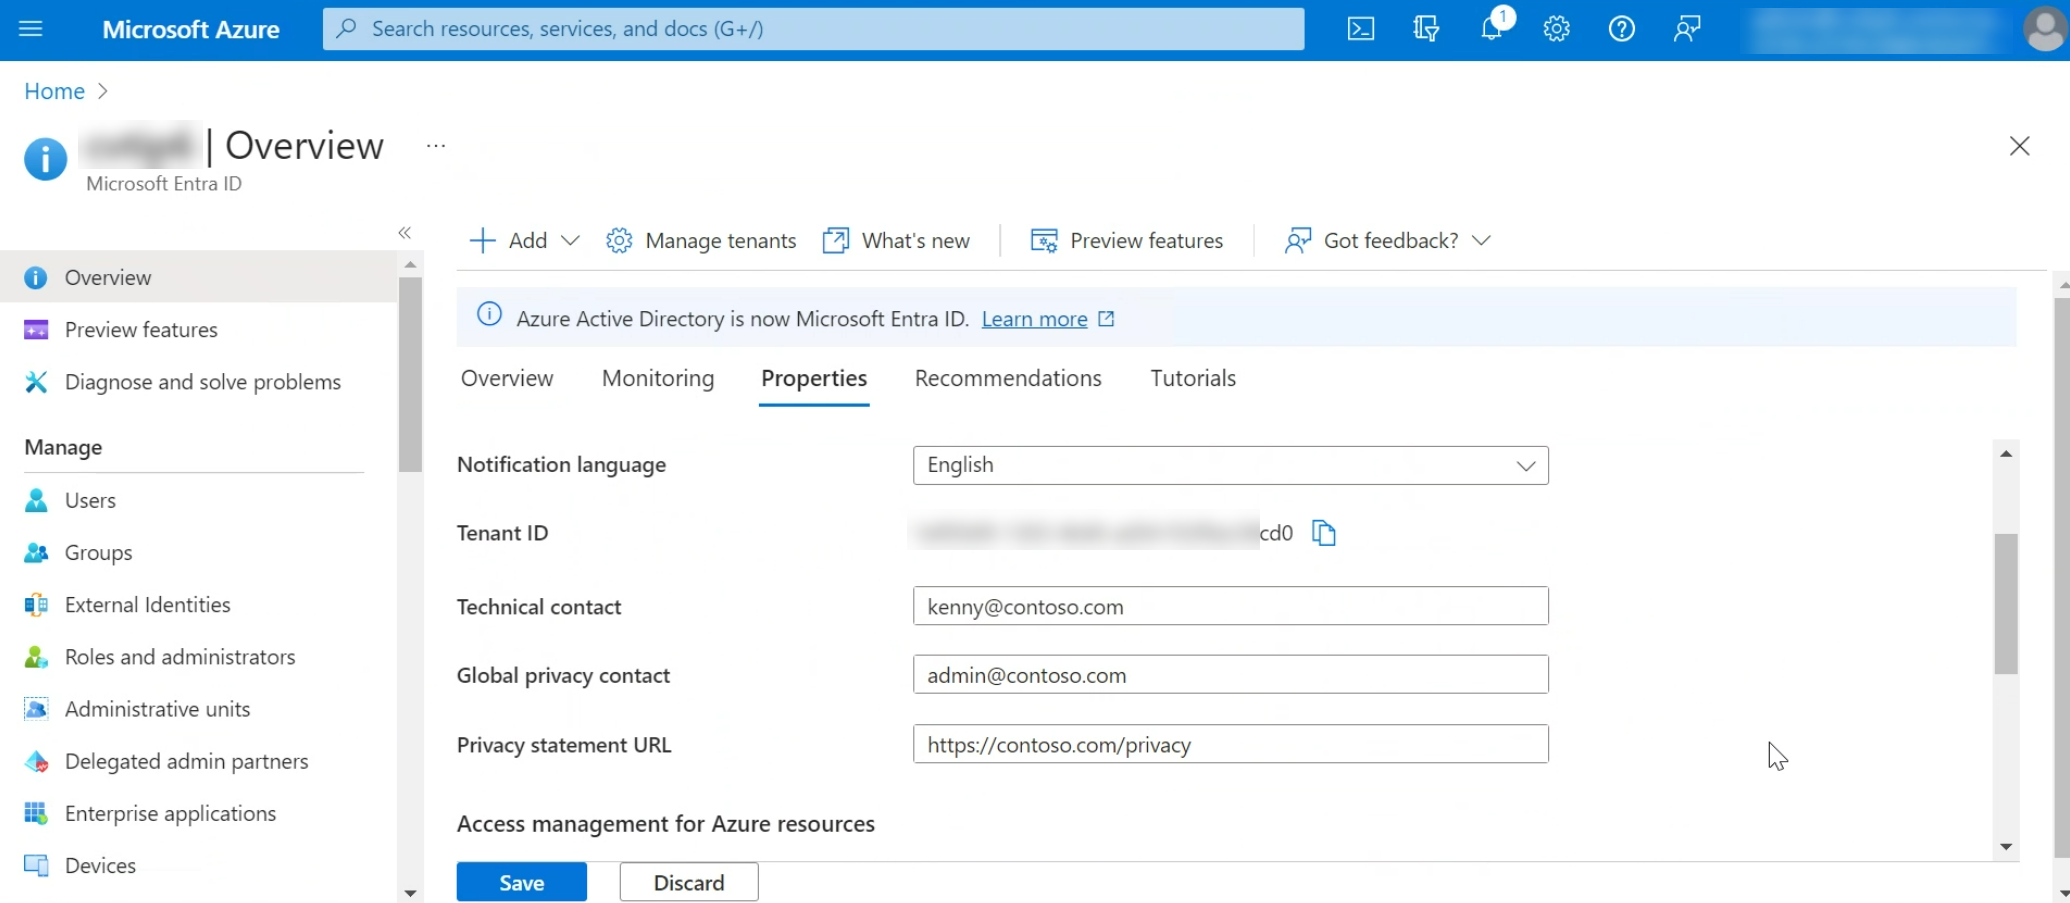 Microsoft Azure
Search resources, services, and docs (G+/)
1
Home
| Overview
...
Microsoft Entra ID
Add
Manage tenants
What's new
Preview features
Got feedback?
Overview
Preview features
Diagnose and solve problems
Manage
Users
Groups
External Identities
Roles and administrators
Administrative units
Delegated admin partners
Enterprise applications
Devices
Azure Active Directory is now Microsoft Entra ID. Learn more
Overview Monitoring Properties Recommendations Tutorials
Notification language English
Tenant ID cd0
Technical contact kenny@contoso.com
Global privacy contact admin@contoso.com
Privacy statement URL https://contoso.com/privacy
Access management for Azure resources
Save Discard